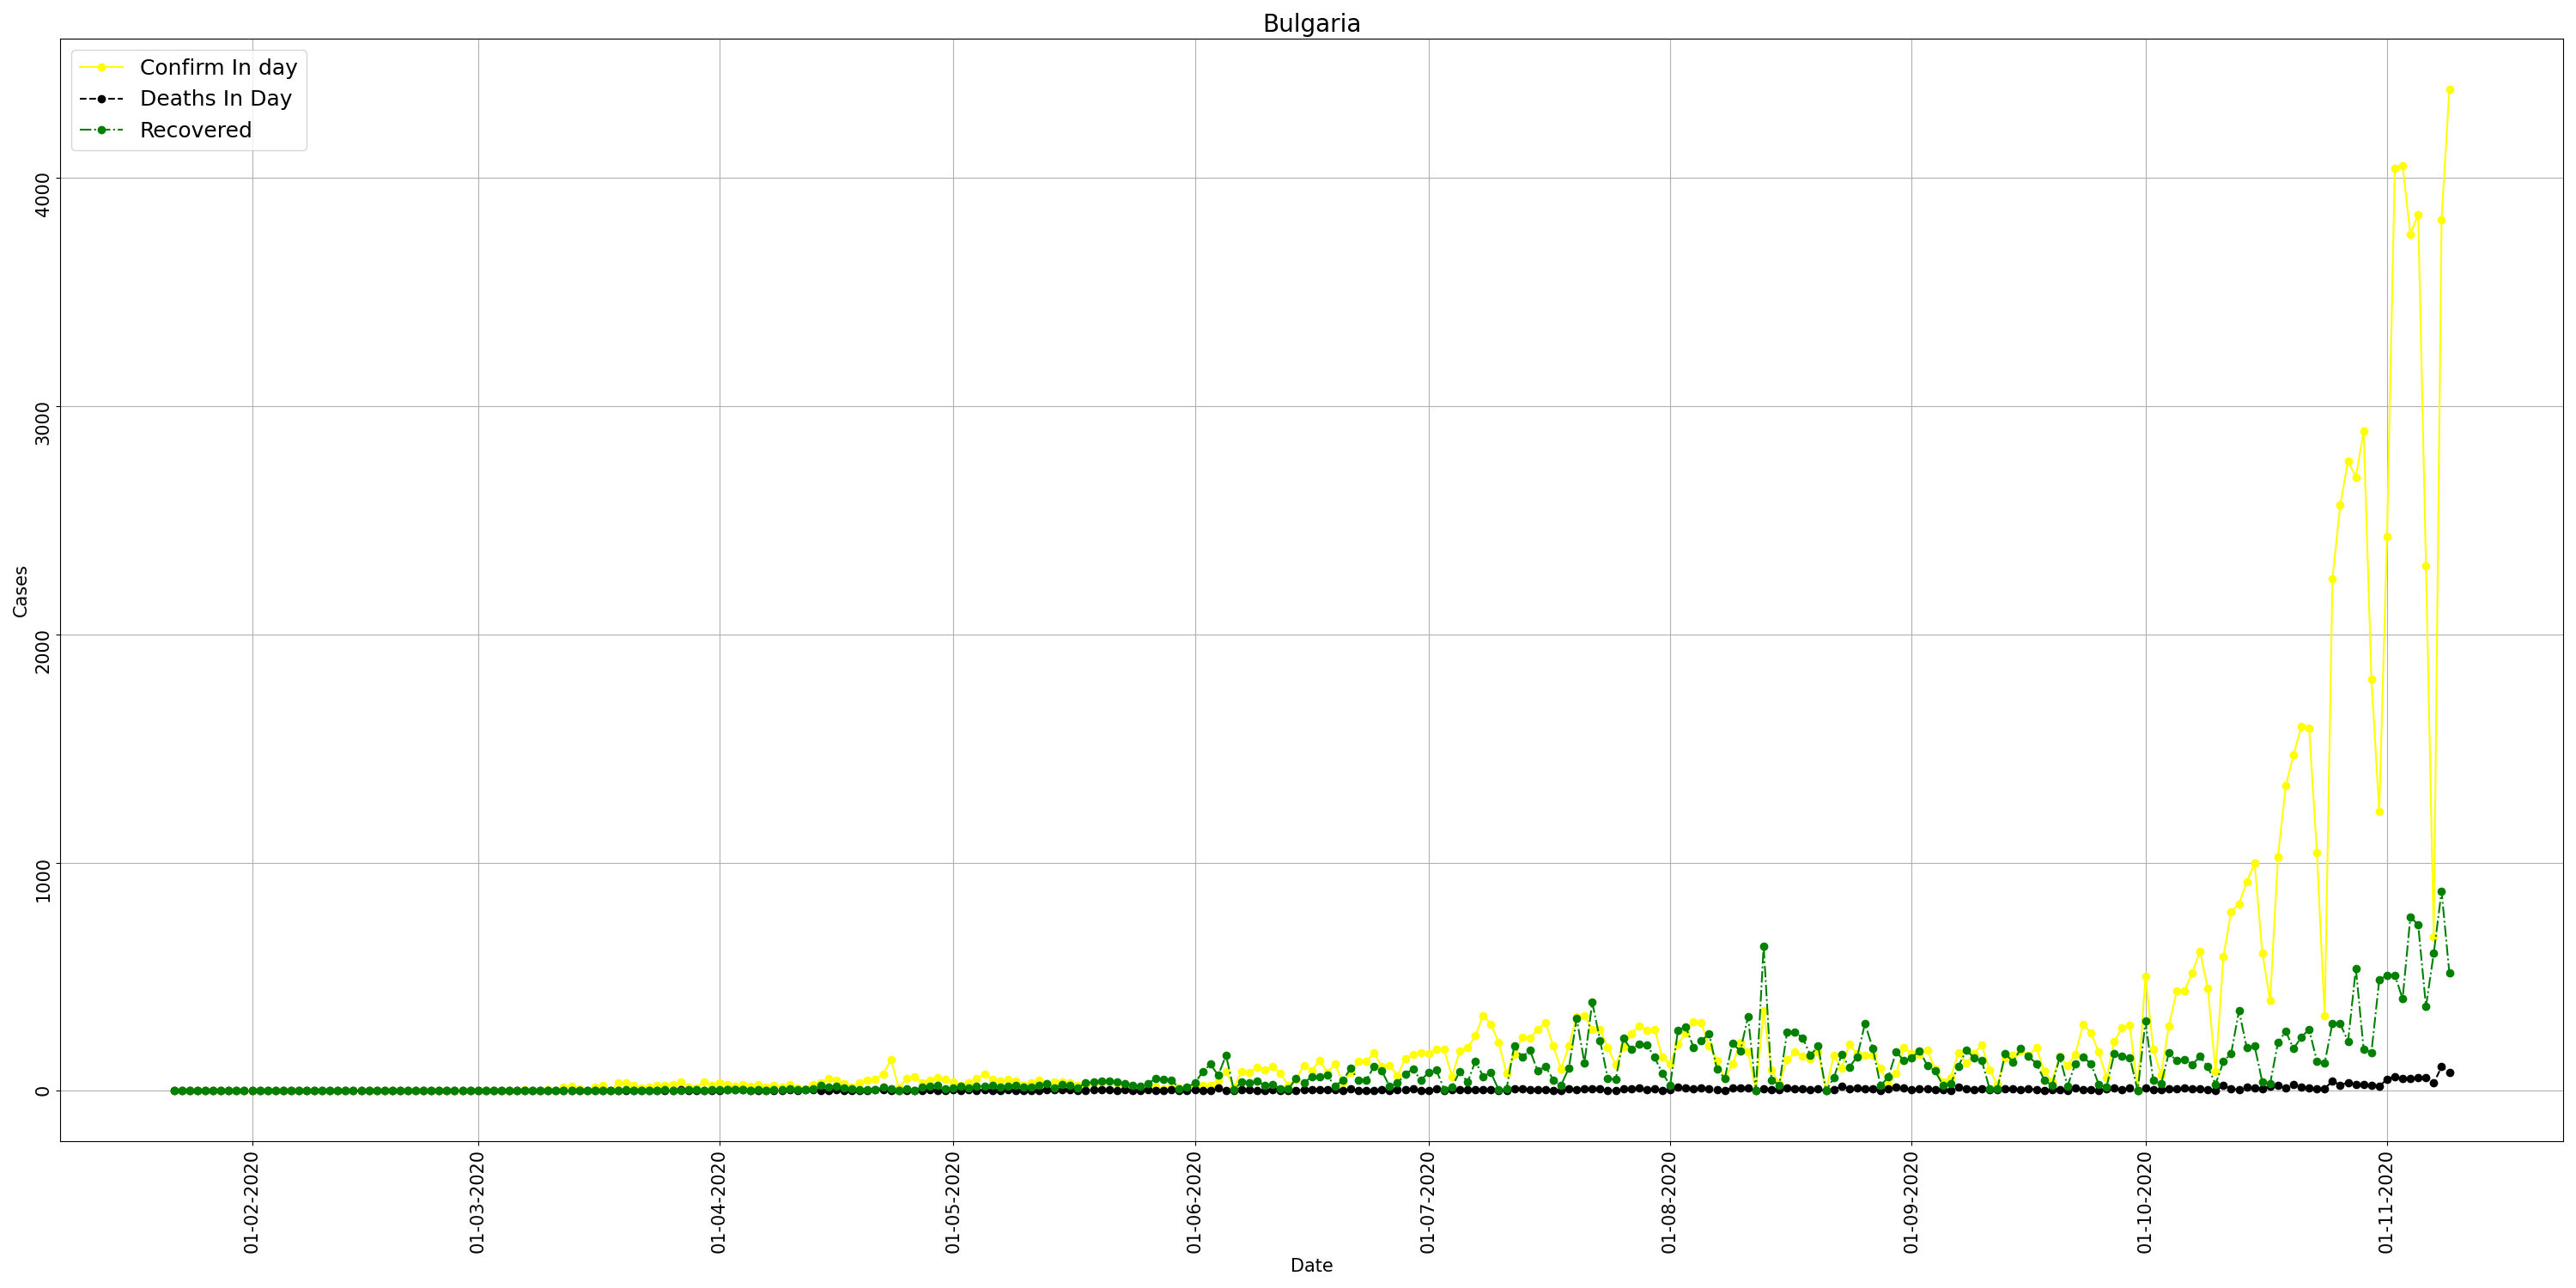 Bulgaria
Confirm In day
Deaths In Day
Recovered
4000
3000
2000
1000
0
Cases
01-02-2020
01-03-2020
01-04-2020
01-05-2020
01-06-2020
01-07-2020
01-08-2020
01-09-2020
01-10-2020
01-11-2020
Date